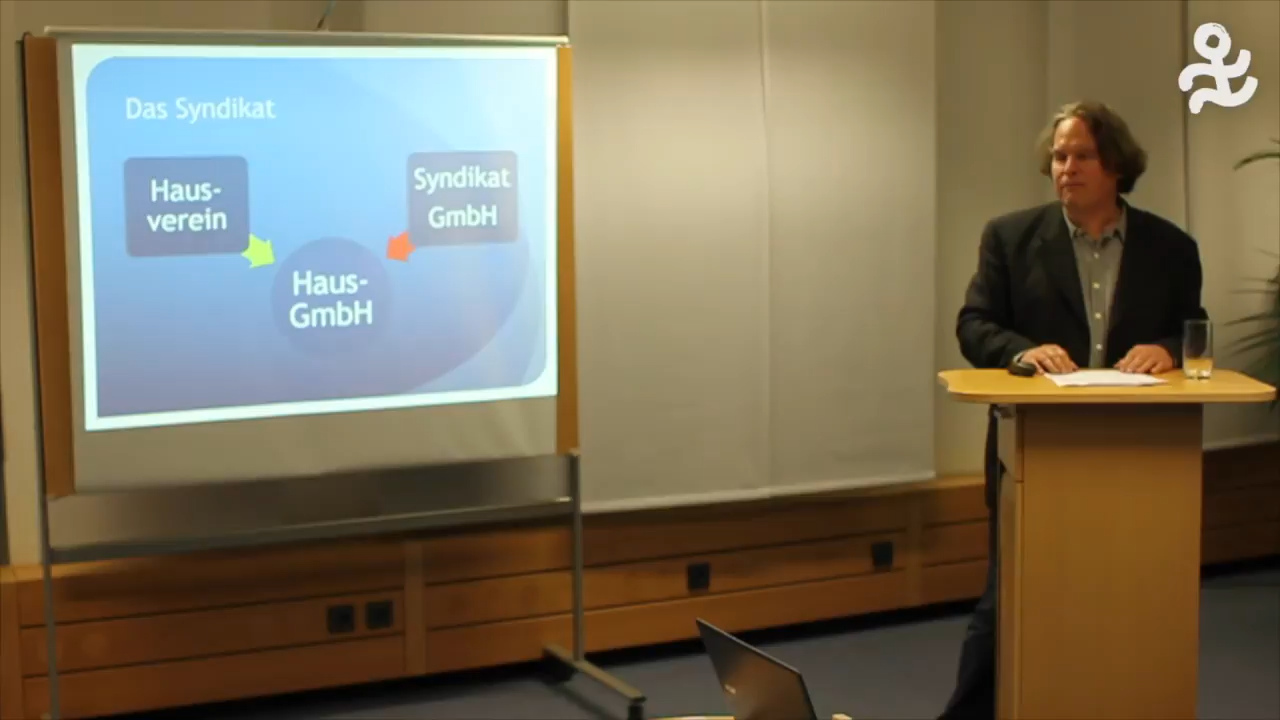 Das Syndikat
Haus-
verein
Syndikat
GmbH
Haus-
GmbH